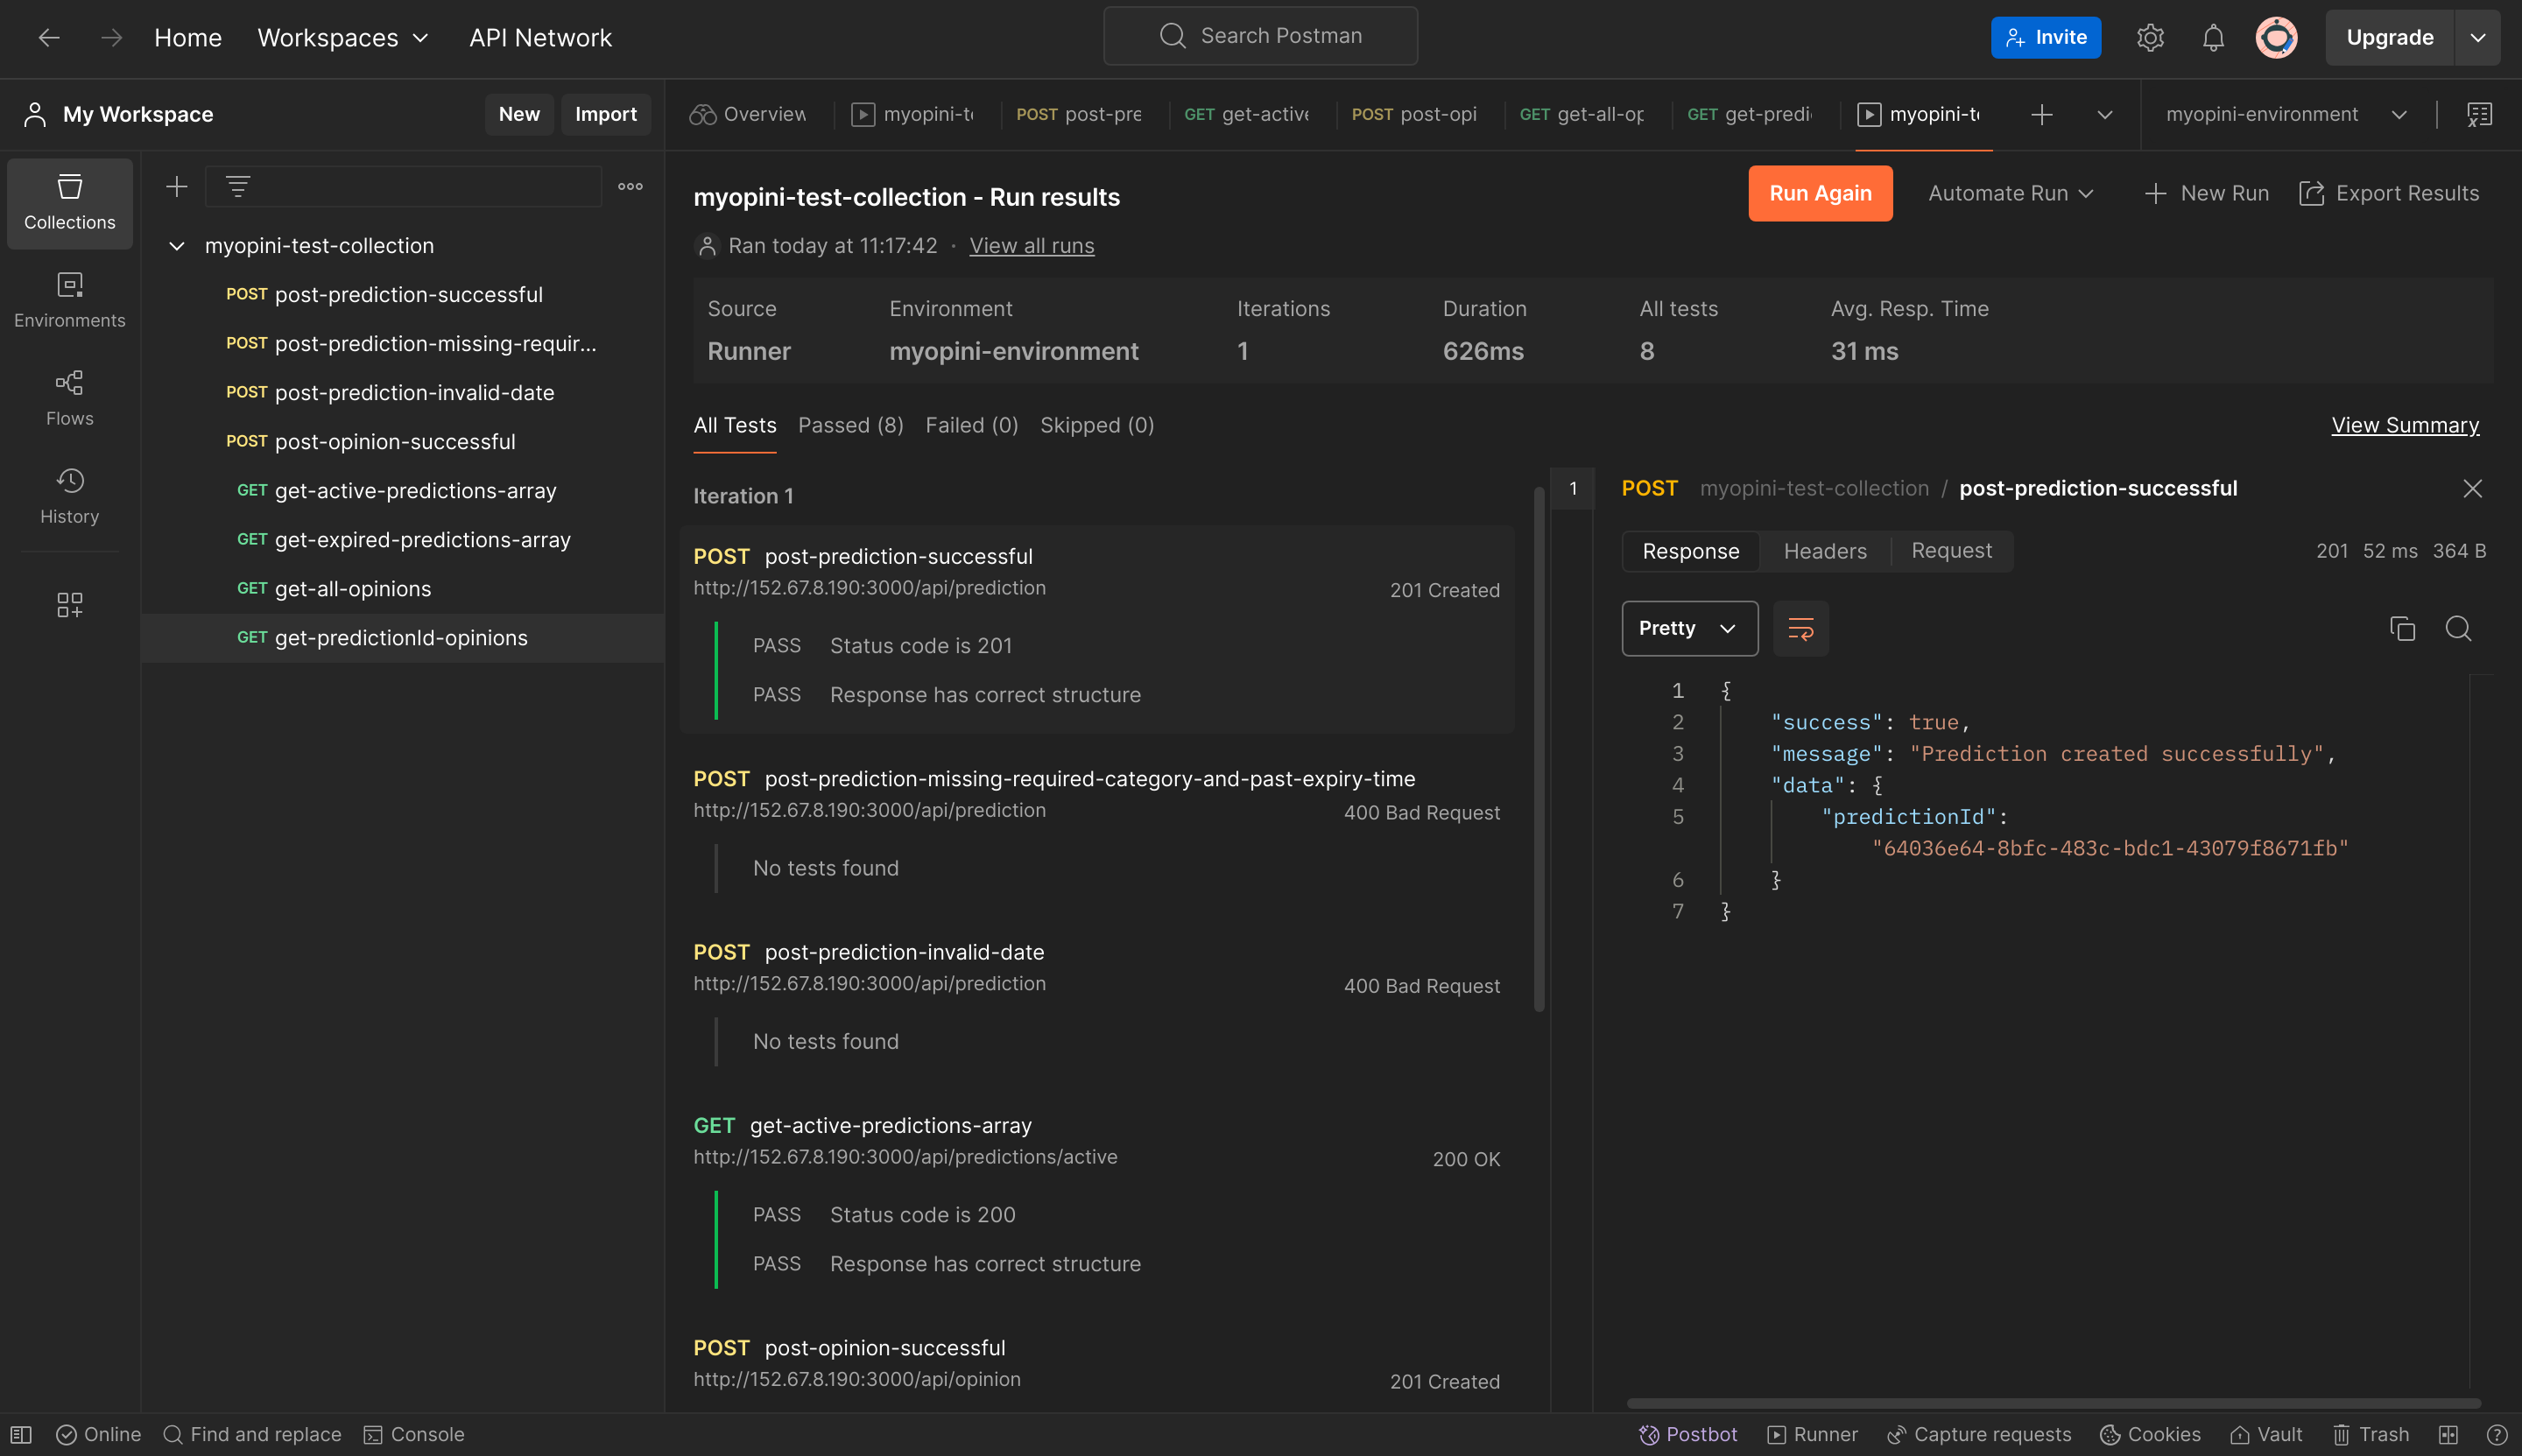 Home Workspaces API Network Search Postman Invite Upgrade
My Workspace New Import Overview myopini-te POST post-pre GET get-active POST post-opi GET get-all-op GET get-predi myopini-te myopini-environment
Collections
Environments
Flows
History
myopini-test-collection
POST post-prediction-successful
POST post-prediction-missing-requir...
POST post-prediction-invalid-date
POST post-opinion-successful
GET get-active-predictions-array
GET get-expired-predictions-array
GET get-all-opinions
GET get-predictionId-opinions
myopini-test-collection - Run results
Run Again Automate Run New Run Export Results
Ran today at 11:17:42 · View all runs
Source Environment Iterations Duration All tests Avg. Resp. Time
Runner myopini-environment 1 626ms 8 31 ms
All Tests Passed (8) Failed (0) Skipped (0) View Summary
Iteration 1
POST post-prediction-successful
http://152.67.8.190:3000/api/prediction 201 Created
PASS Status code is 201
PASS Response has correct structure
POST post-prediction-missing-required-category-and-past-expiry-time
http://152.67.8.190:3000/api/prediction 400 Bad Request
No tests found
POST post-prediction-invalid-date
http://152.67.8.190:3000/api/prediction 400 Bad Request
No tests found
GET get-active-predictions-array
http://152.67.8.190:3000/api/predictions/active 200 OK
PASS Status code is 200
PASS Response has correct structure
POST post-opinion-successful
http://152.67.8.190:3000/api/opinion 201 Created
1
POST myopini-test-collection / post-prediction-successful
Response Headers Request 201 52 ms 364 B
Pretty
1 {
2 "success": true,
3 "message": "Prediction created successfully",
4 "data": {
5 "predictionId":
"64036e64-8bfc-483c-bdc1-43079f8671fb"
6 }
7 }
Online Find and replace Console Postbot Runner Capture requests Cookies Vault Trash